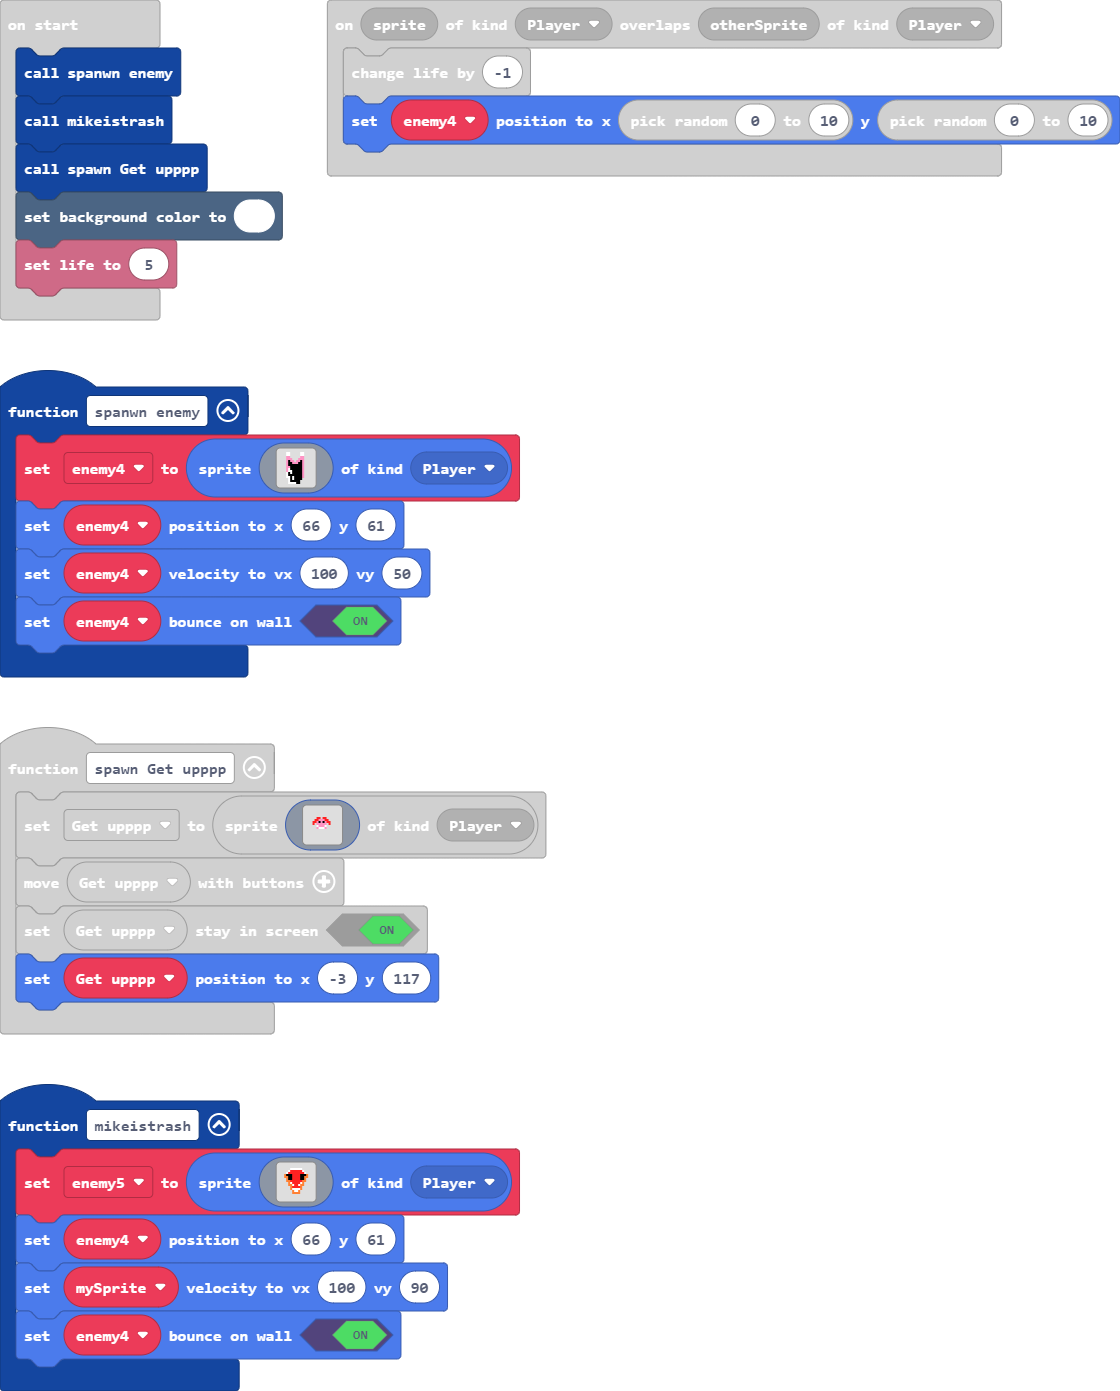 on start
call spanwn enemy
call mikeistrash
call spawn Get upppp
set background color to
set life to 5
on sprite of kind Player overlaps otherSprite of kind Player
change life by -1
set enemy4 position to x pick random 0 to 10 y pick random 0 to 10
function spanwn enemy
set enemy4 to sprite of kind Player
set enemy4 position to x 66 y 61
set enemy4 velocity to vx 100 vy 50
set enemy4 bounce on wall ON
function spawn Get upppp
set Get upppp to sprite of kind Player
move Get upppp with buttons
set Get upppp stay in screen ON
set Get upppp position to x -3 y 117
function mikeistrash
set enemy5 to sprite of kind Player
set enemy4 position to x 66 y 61
set mySprite velocity to vx 100 vy 90
set enemy4 bounce on wall ON